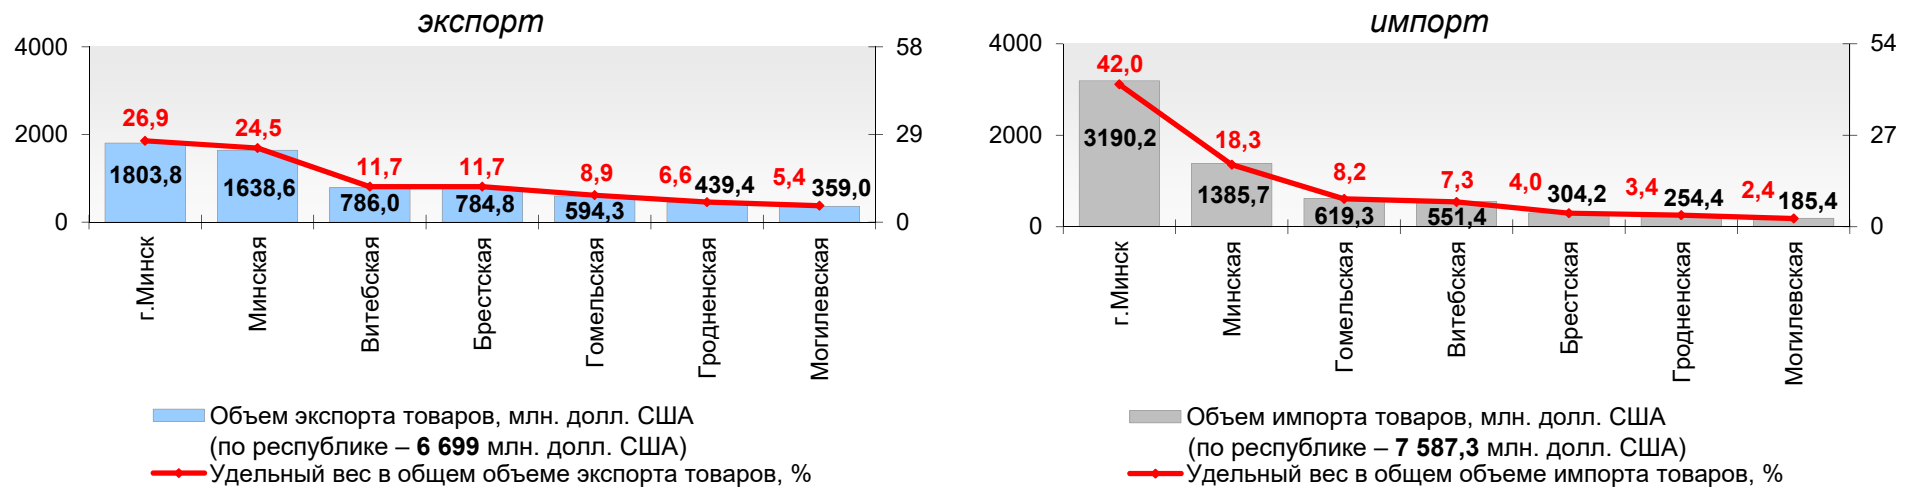 экспорт
4000
2000
0
58
29
0
26,9
24,5
11,7
11,7
8,9
6,6
5,4
1803,8
1638,6
786,0
784,8
594,3
439,4
359,0
г.Минск
Минская
Витебская
Брестская
Гомельская
Гродненская
Могилевская
Объем экспорта товаров, млн. долл. США
(по республике – 6 699 млн. долл. США)
Удельный вес в общем объеме экспорта товаров, %
импорт
4000
2000
0
54
27
0
42,0
18,3
8,2
7,3
4,0
3,4
2,4
3190,2
1385,7
619,3
551,4
304,2
254,4
185,4
г.Минск
Минская
Гомельская
Витебская
Брестская
Гродненская
Могилевская
Объем импорта товаров, млн. долл. США
(по республике – 7 587,3 млн. долл. США)
Удельный вес в общем объеме импорта товаров, %